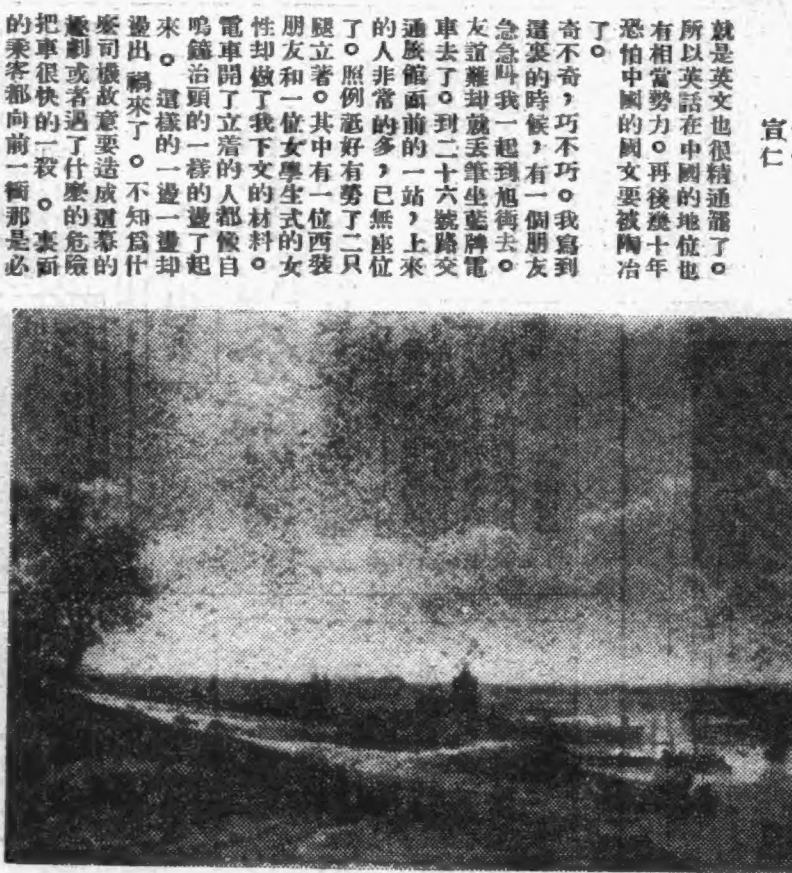 宣仁
就是英文也很精通罷了。
所以英話在中國的地位也
有相當勢力。再後幾十年
恐怕中國的國文要被陶冶
了。
奇不奇，巧不巧。我寫到
這裏的時候，有一個朋友
急急叫我一起到旭街去。
友誼難却就丟筆坐藍牌電
車去了。到二十六號路交
通旅館面前的一站，上來
的人非常的多，已無座位
了。照例祗好有勞了二只
腿立著。其中有一位西裝
朋友和一位女學生式的女
性却做了我下文的材料。
電車開了立着的人都像自
鳴鐘治頭的一樣的盪了起
來。這樣的一盪一盪却
盪出禍來了。不知爲什
麽司機故意要造成這幕的
趣劇或者遇了什麽的危險
把車很快的一殺。裏面
的乘客都向前一衝那是必